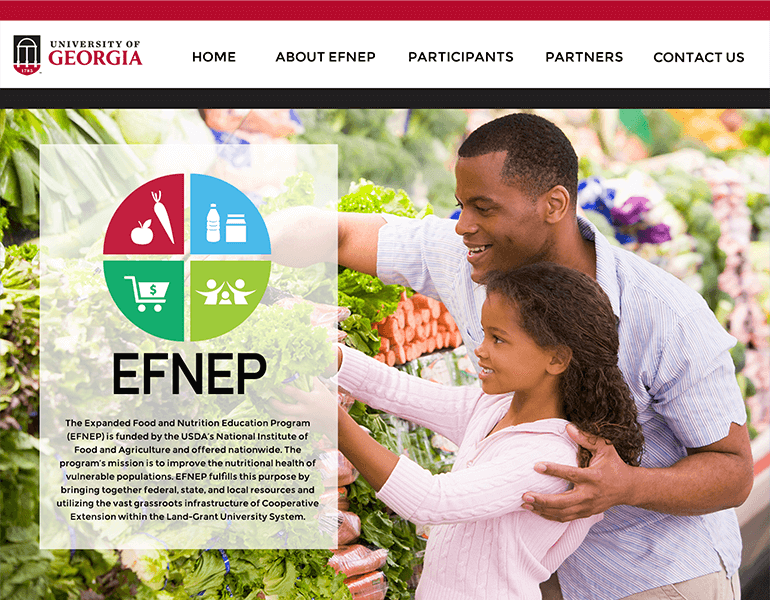 UNIVERSITY OF
GEORGIA
1785
HOME
ABOUT EFNEP
PARTICIPANTS
PARTNERS
CONTACT US
$
EFNEP
The Expanded Food and Nutrition Education Program
(EFNEP) is funded by the USDA's National Institute of
Food and Agriculture and offered nationwide. The
program's mission is to improve the nutritional health of
vulnerable populations. EFNEP fulfills this purpose by
bringing together federal, state, and local resources and
utilizing the vast grassroots infrastructure of Cooperative
Extension within the Land-Grant University System.